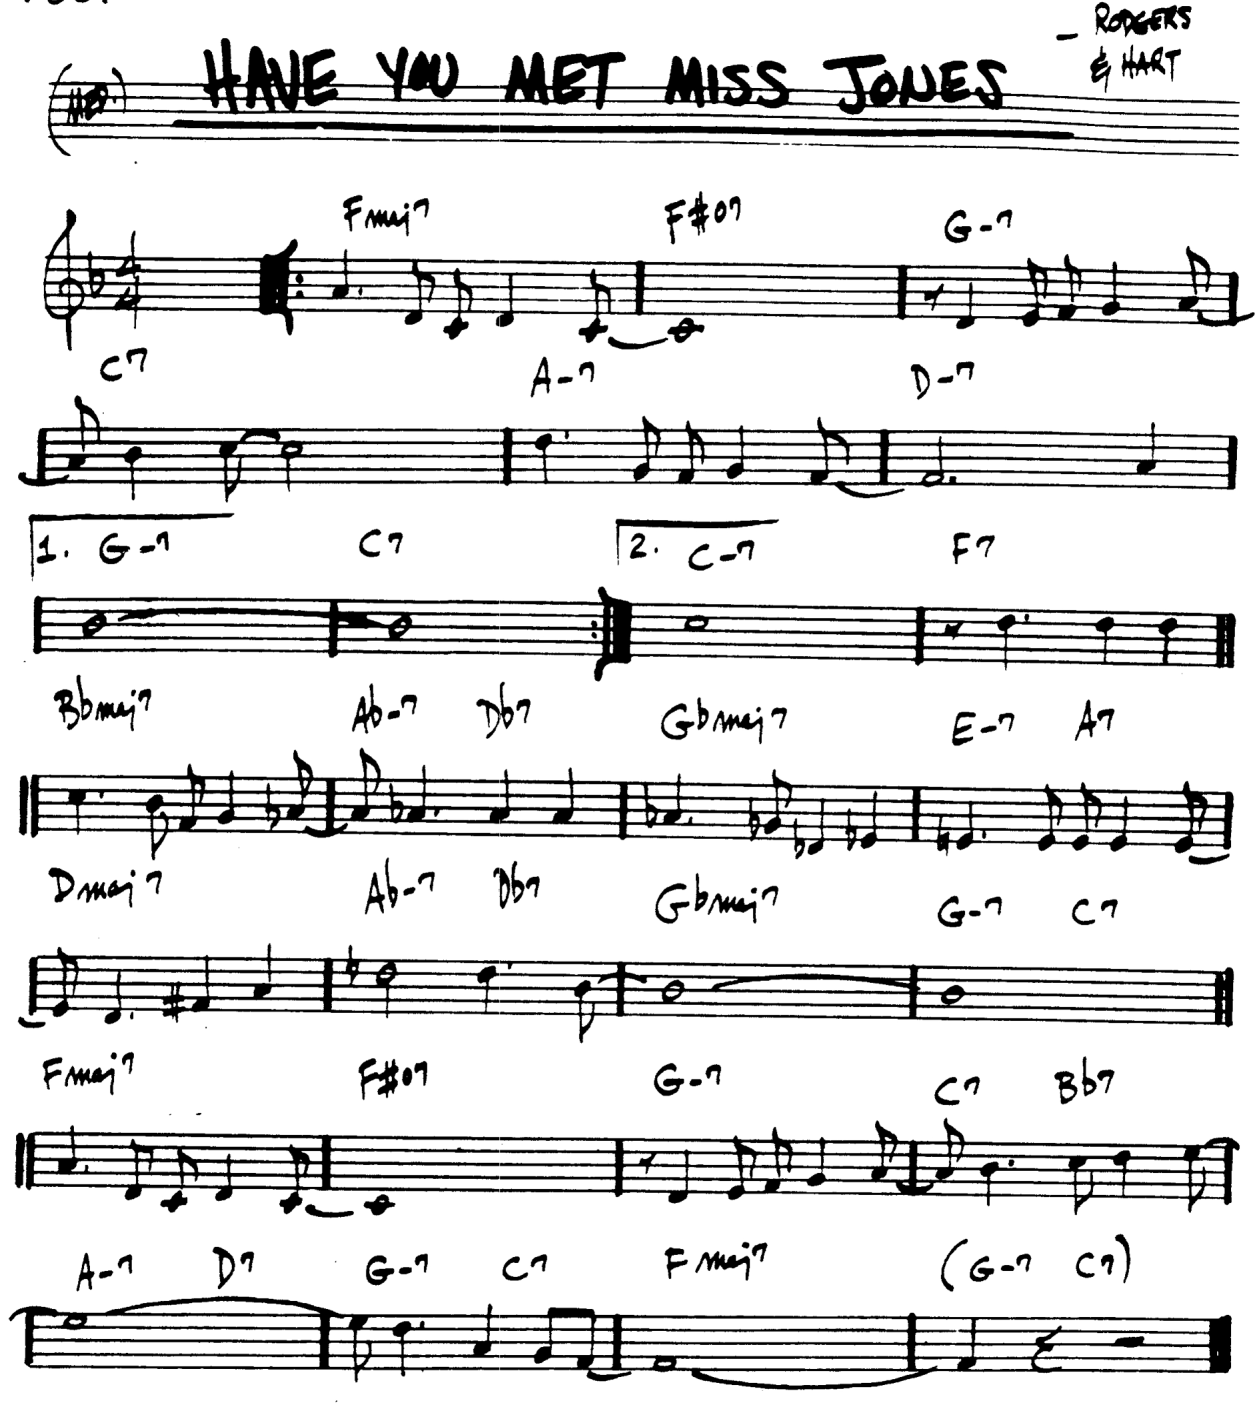 — RODGERS
& HART
(MED.) HAVE YOU MET MISS JONES
Fmaj7 F#o7 G-7
C7 A-7 D-7
1. G-7 C7 2. C-7 F7
Bbmaj7 Ab-7 Db7 Gbmaj7 E-7 A7
Dmaj7 Ab-7 Db7 Gbmaj7 G-7 C7
Fmaj7 F#o7 G-7 C7 Bb7
A-7 D7 G-7 C7 Fmaj7 (G-7 C7)